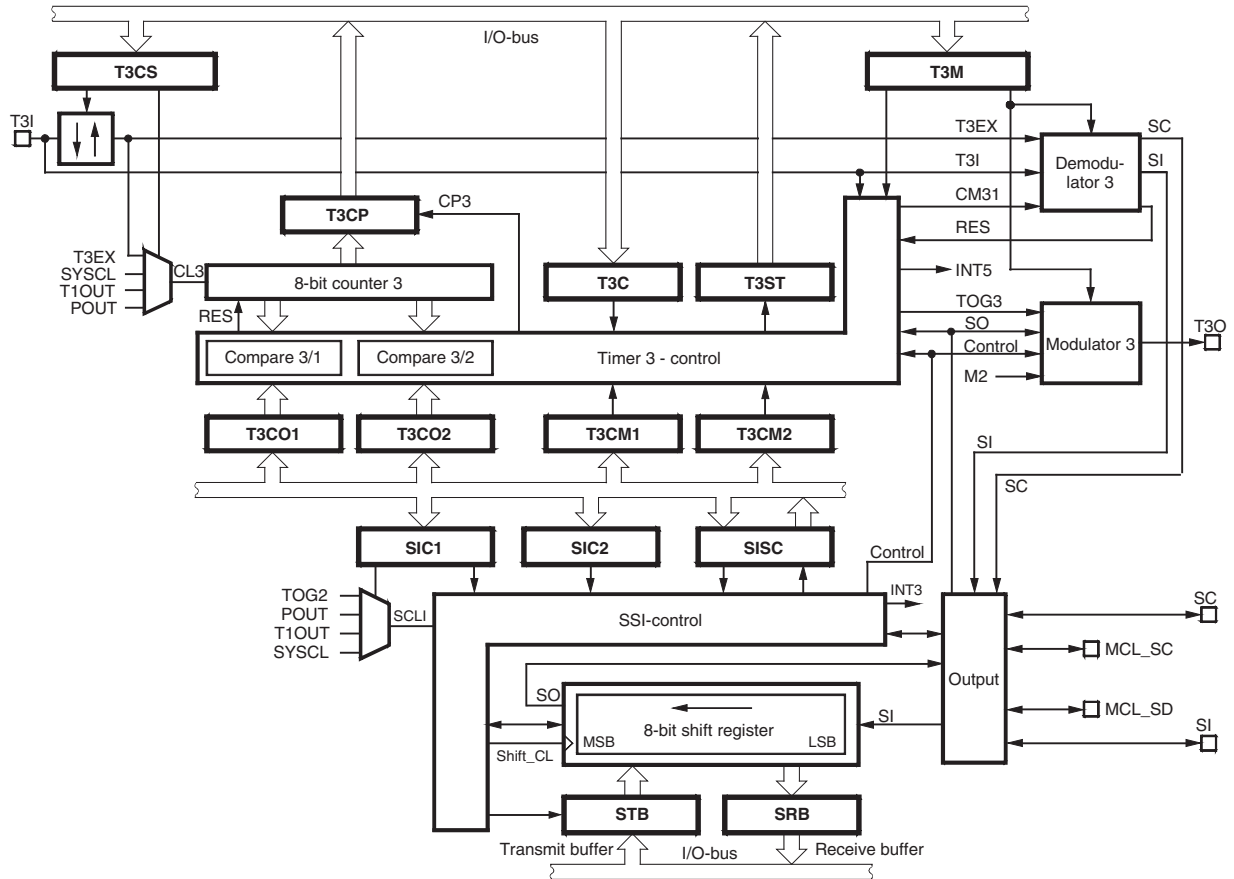 I/O-bus
T3CS
T3M
T3I
T3EX
SC
T3I
SI
Demodu-
lator 3
CM31
T3CP
CP3
RES
T3EX
SYSCL
T1OUT
POUT
CL3
8-bit counter 3
T3C
T3ST
INT5
RES
TOG3
SO
T3O
Compare 3/1
Compare 3/2
Timer 3 - control
Control
Modulator 3
M2
T3CO1
T3CO2
T3CM1
T3CM2
SI
SC
SIC1
SIC2
SISC
Control
TOG2
POUT
T1OUT
SYSCL
SCLI
INT3
SSI-control
SC
MCL_SC
Output
SO
SI
8-bit shift register
MSB
LSB
Shift_CL
MCL_SD
SI
STB
SRB
Transmit buffer
I/O-bus
Receive buffer